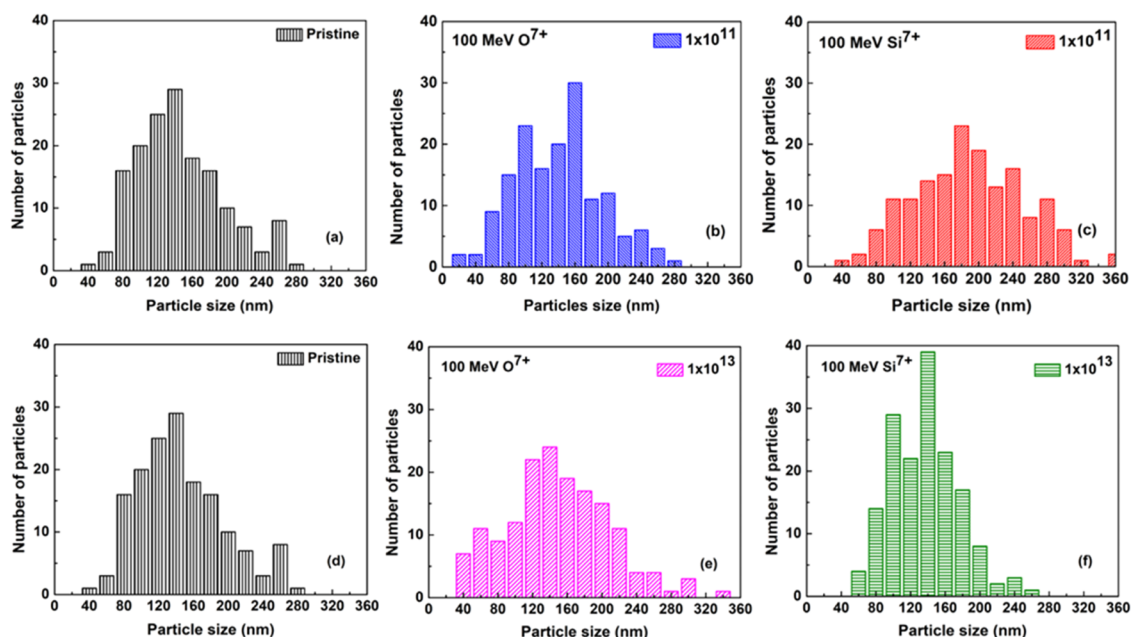 Pristine
(a)
40
30
20
10
0
0 40 80 120 160 200 240 280 320 360
Number of particles
Particle size (nm)
100 MeV O7+
1x10^11
(b)
40
30
20
10
0
0 40 80 120 160 200 240 280 320 360
Number of particles
Particles size (nm)
100 MeV Si7+
1x10^11
(c)
40
30
20
10
0
0 40 80 120 160 200 240 280 320 360
Number of particles
Particle size (nm)
Pristine
(d)
40
30
20
10
0
0 40 80 120 160 200 240 280 320 360
Number of particles
Particle size (nm)
100 MeV O7+
1x10^13
(e)
40
30
20
10
0
0 40 80 120 160 200 240 280 320 360
Number of particles
Particle size (nm)
100 MeV Si7+
1x10^13
(f)
40
30
20
10
0
0 40 80 120 160 200 240 280 320 360
Number of particles
Particle size (nm)